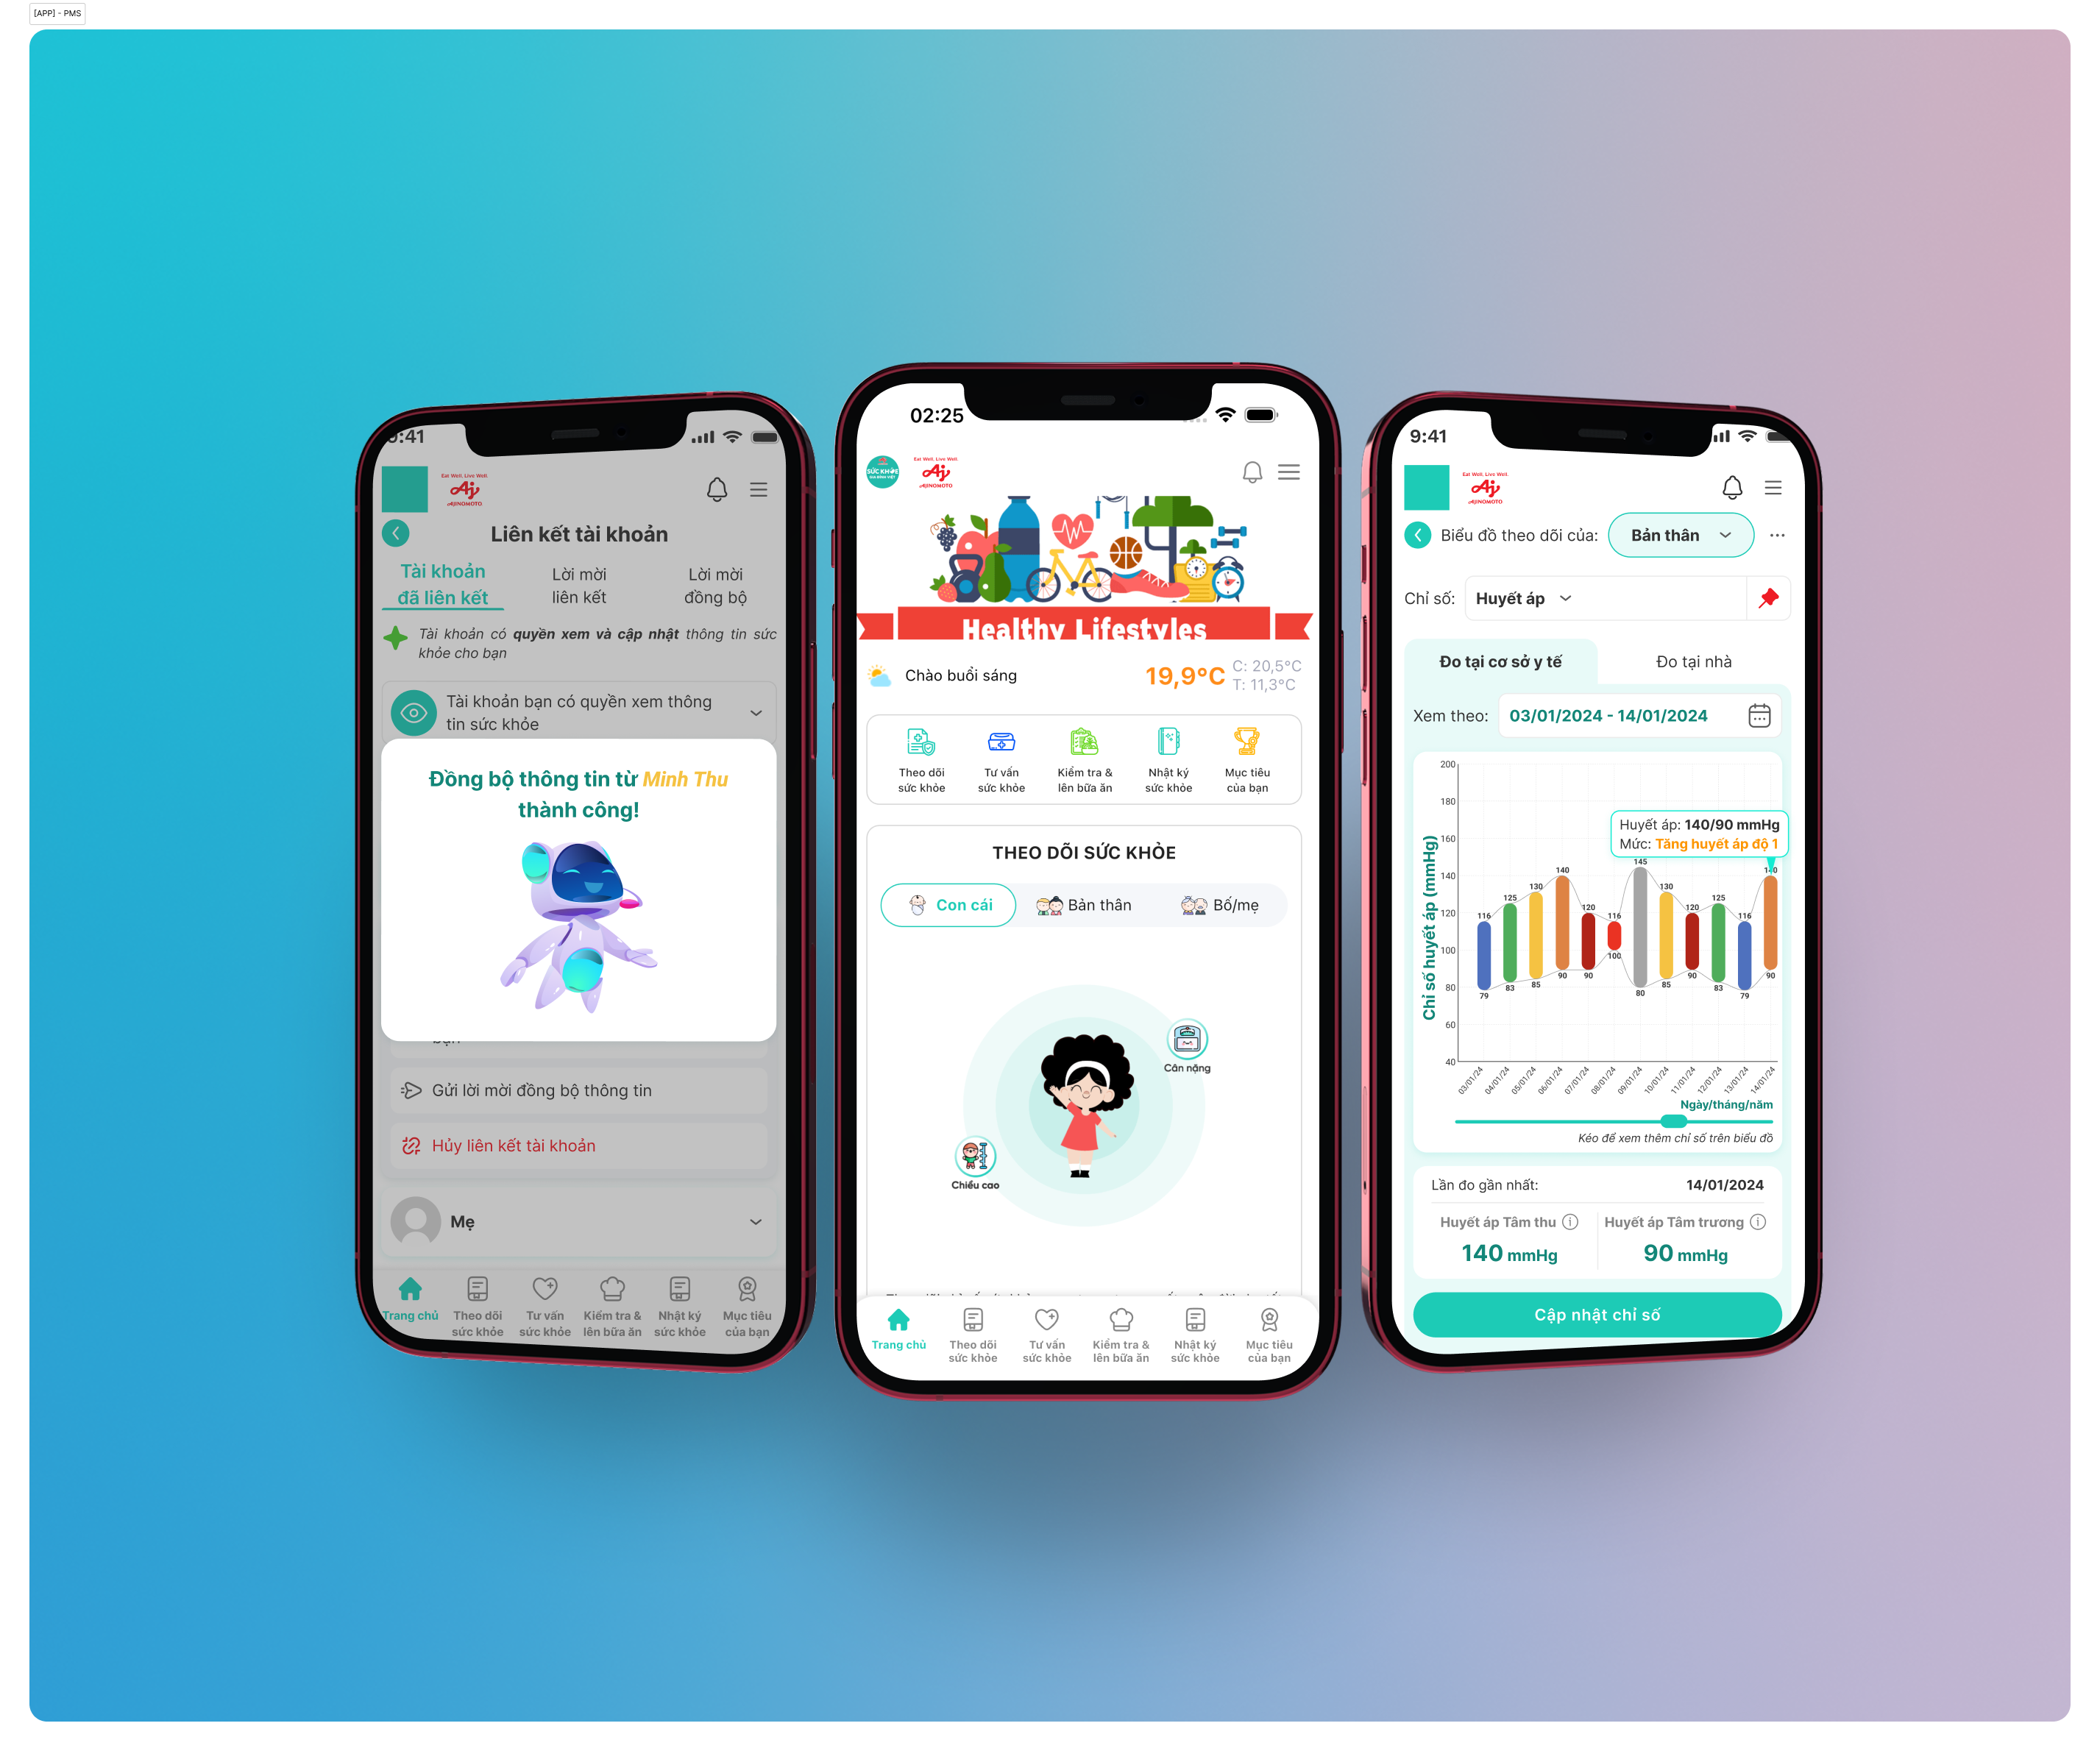 [APP] - PMS
9:41
Eat Well, Live Well.
AJINOMOTO
Liên kết tài khoản
Tài khoản
đã liên kết
Lời mời
liên kết
Lời mời
đồng bộ
Tài khoản có quyền xem và cập nhật thông tin sức
khỏe cho bạn
Tài khoản bạn có quyền xem thông
tin sức khỏe
Đồng bộ thông tin từ Minh Thu
thành công!
bạn
Gửi lời mời đồng bộ thông tin
Hủy liên kết tài khoản
Mẹ
Trang chủ
Theo dõi
sức khỏe
Tư vấn
sức khỏe
Kiểm tra &
lên bữa ăn
Nhật ký
sức khỏe
Mục tiêu
của bạn
02:25
SỨC KHỎE
GIA ĐÌNH VIỆT
Eat Well, Live Well.
AJINOMOTO
Healthy Lifestyles
Chào buổi sáng
19,9°C
C: 20,5°C
T: 11,3°C
Theo dõi
sức khỏe
Tư vấn
sức khỏe
Kiểm tra &
lên bữa ăn
Nhật ký
sức khỏe
Mục tiêu
của bạn
THEO DÕI SỨC KHỎE
Con cái
Bản thân
Bố/mẹ
Cân nặng
Chiều cao
Trang chủ
Theo dõi
sức khỏe
Tư vấn
sức khỏe
Kiểm tra &
lên bữa ăn
Nhật ký
sức khỏe
Mục tiêu
của bạn
9:41
Eat Well, Live Well.
AJINOMOTO
Biểu đồ theo dõi của:
Bản thân
Chỉ số:
Huyết áp
Đo tại cơ sở y tế
Đo tại nhà
Xem theo:
03/01/2024 - 14/01/2024
Chỉ số huyết áp (mmHg)
200
180
160
140
120
100
80
60
40
Huyết áp: 140/90 mmHg
Mức: Tăng huyết áp độ 1
116
125
130
140
120
116
145
130
120
125
116
140
79
83
85
90
90
100
80
85
90
83
79
90
03/01/24
04/01/24
05/01/24
06/01/24
07/01/24
08/01/24
09/01/24
10/01/24
11/01/24
12/01/24
13/01/24
14/01/24
Ngày/tháng/năm
Kéo để xem thêm chỉ số trên biểu đồ
Lần đo gần nhất:
14/01/2024
Huyết áp Tâm thu
Huyết áp Tâm trương
140 mmHg
90 mmHg
Cập nhật chỉ số